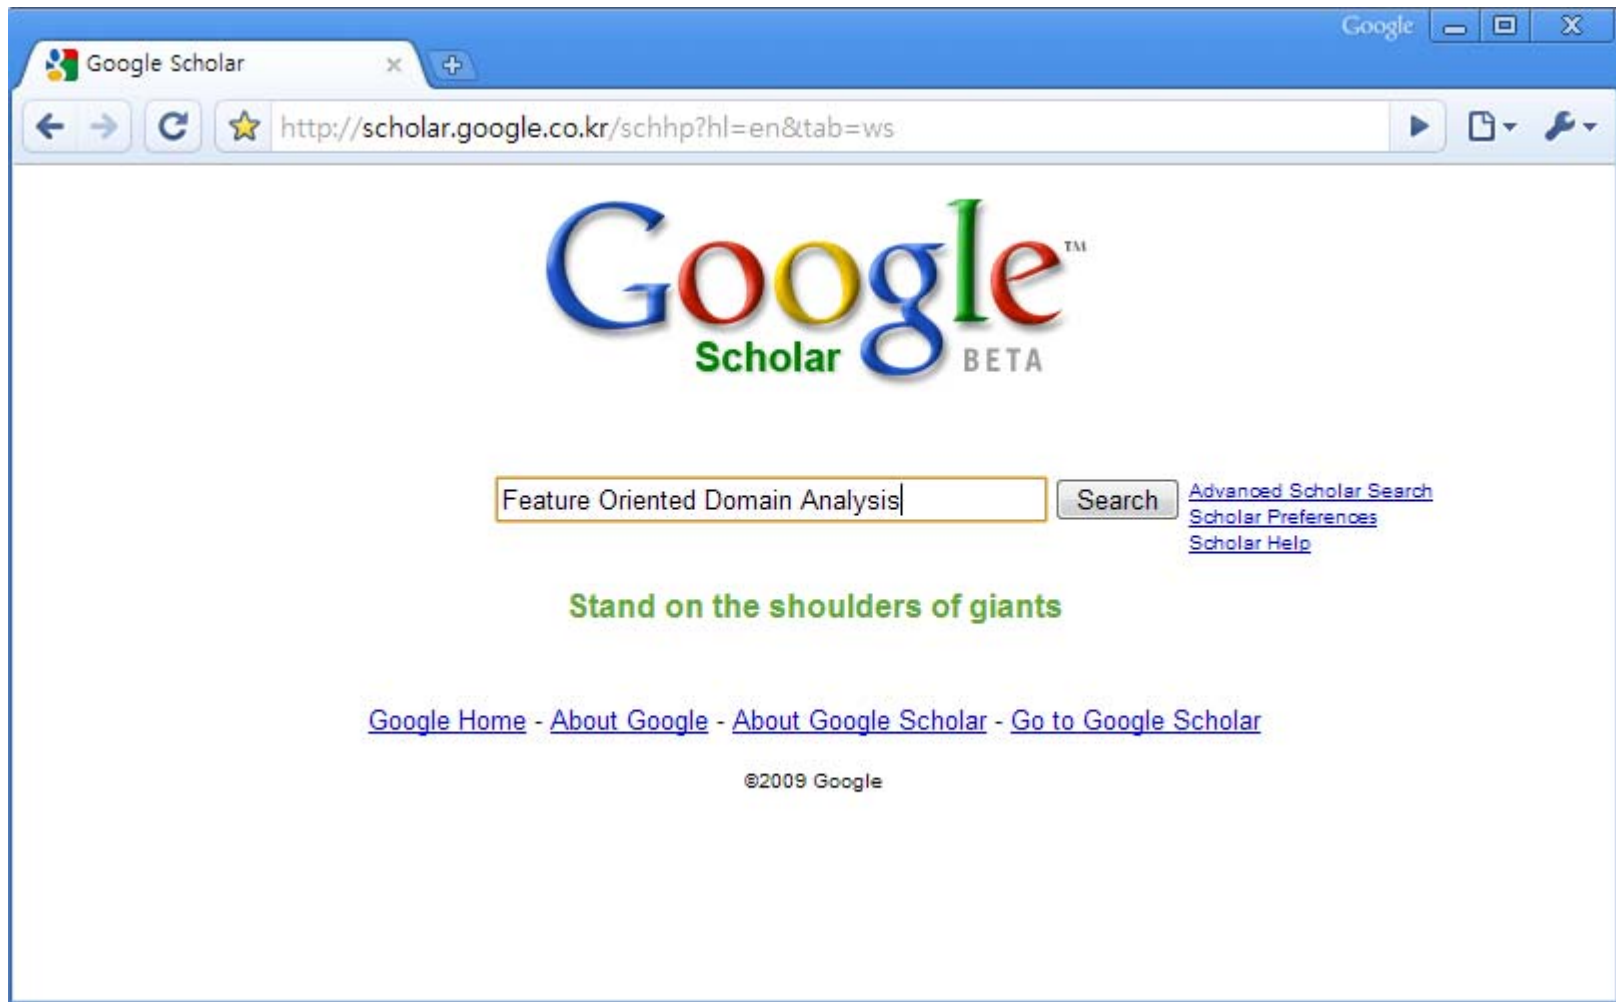 Google
Google Scholar
http://scholar.google.co.kr/schhp?hl=en&tab=ws
Google™
Scholar BETA
Feature Oriented Domain Analysis Search Advanced Scholar Search
Scholar Preferences
Scholar Help
Stand on the shoulders of giants
Google Home - About Google - About Google Scholar - Go to Google Scholar
©2009 Google